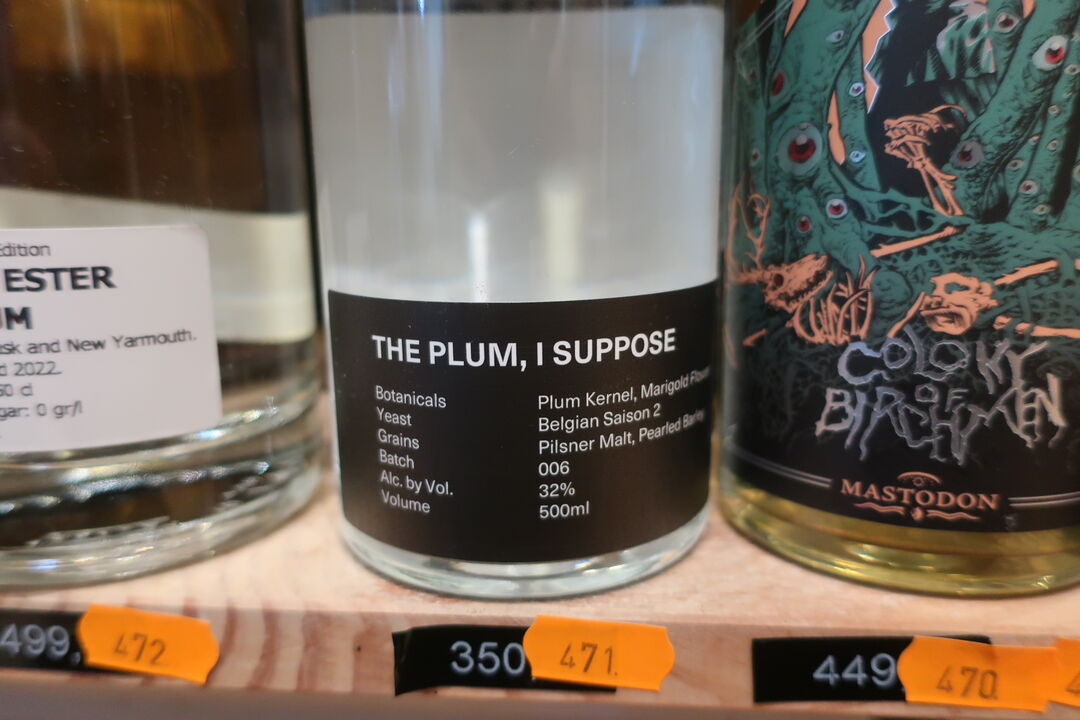 Edition
ESTER
UM
usk and New Yarmouth.
d 2022.
50 cl
gar: 0 gr/l
THE PLUM, I SUPPOSE
Botanicals Plum Kernel, Marigold Flower
Yeast Belgian Saison 2
Grains Pilsner Malt, Pearled Barley
Batch 006
Alc. by Vol. 32%
Volume 500ml
COLONY
OF
BIRCHMEN
MASTODON
499, 472
350 471.
449 470